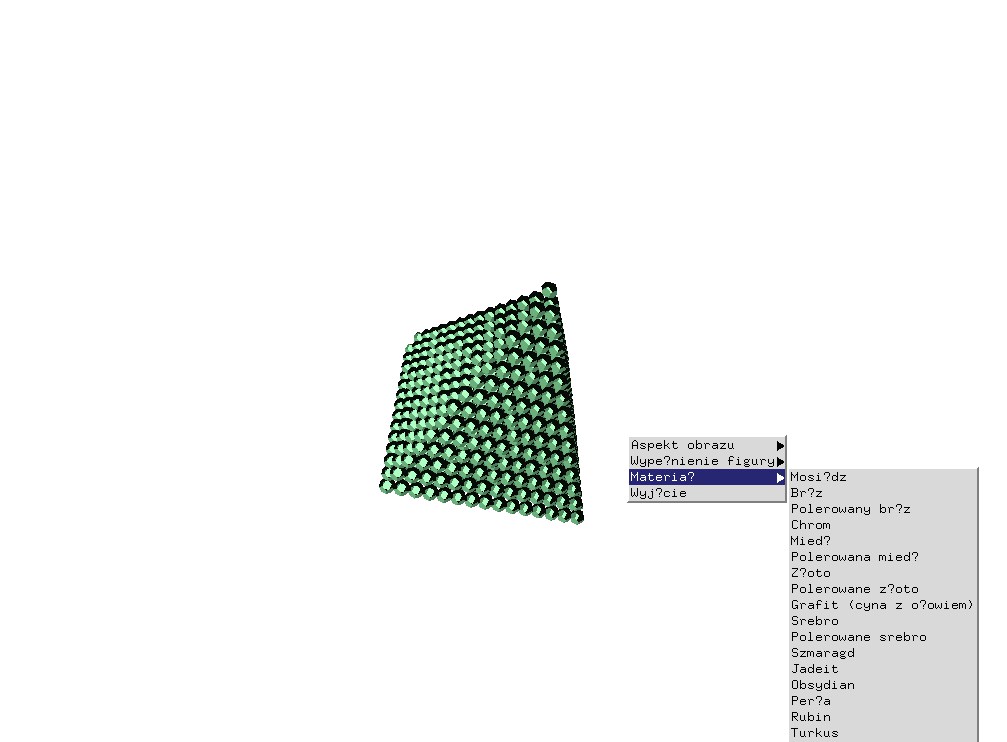 Aspekt obrazu
Wype?nienie figury
Materia?
Wyj?cie
Mosi?dz
Br?z
Polerowany br?z
Chrom
Mied?
Polerowana mied?
Z?oto
Polerowane z?oto
Grafit (cyna z o?owiem)
Srebro
Polerowane srebro
Szmaragd
Jadeit
Obsydian
Per?a
Rubin
Turkus